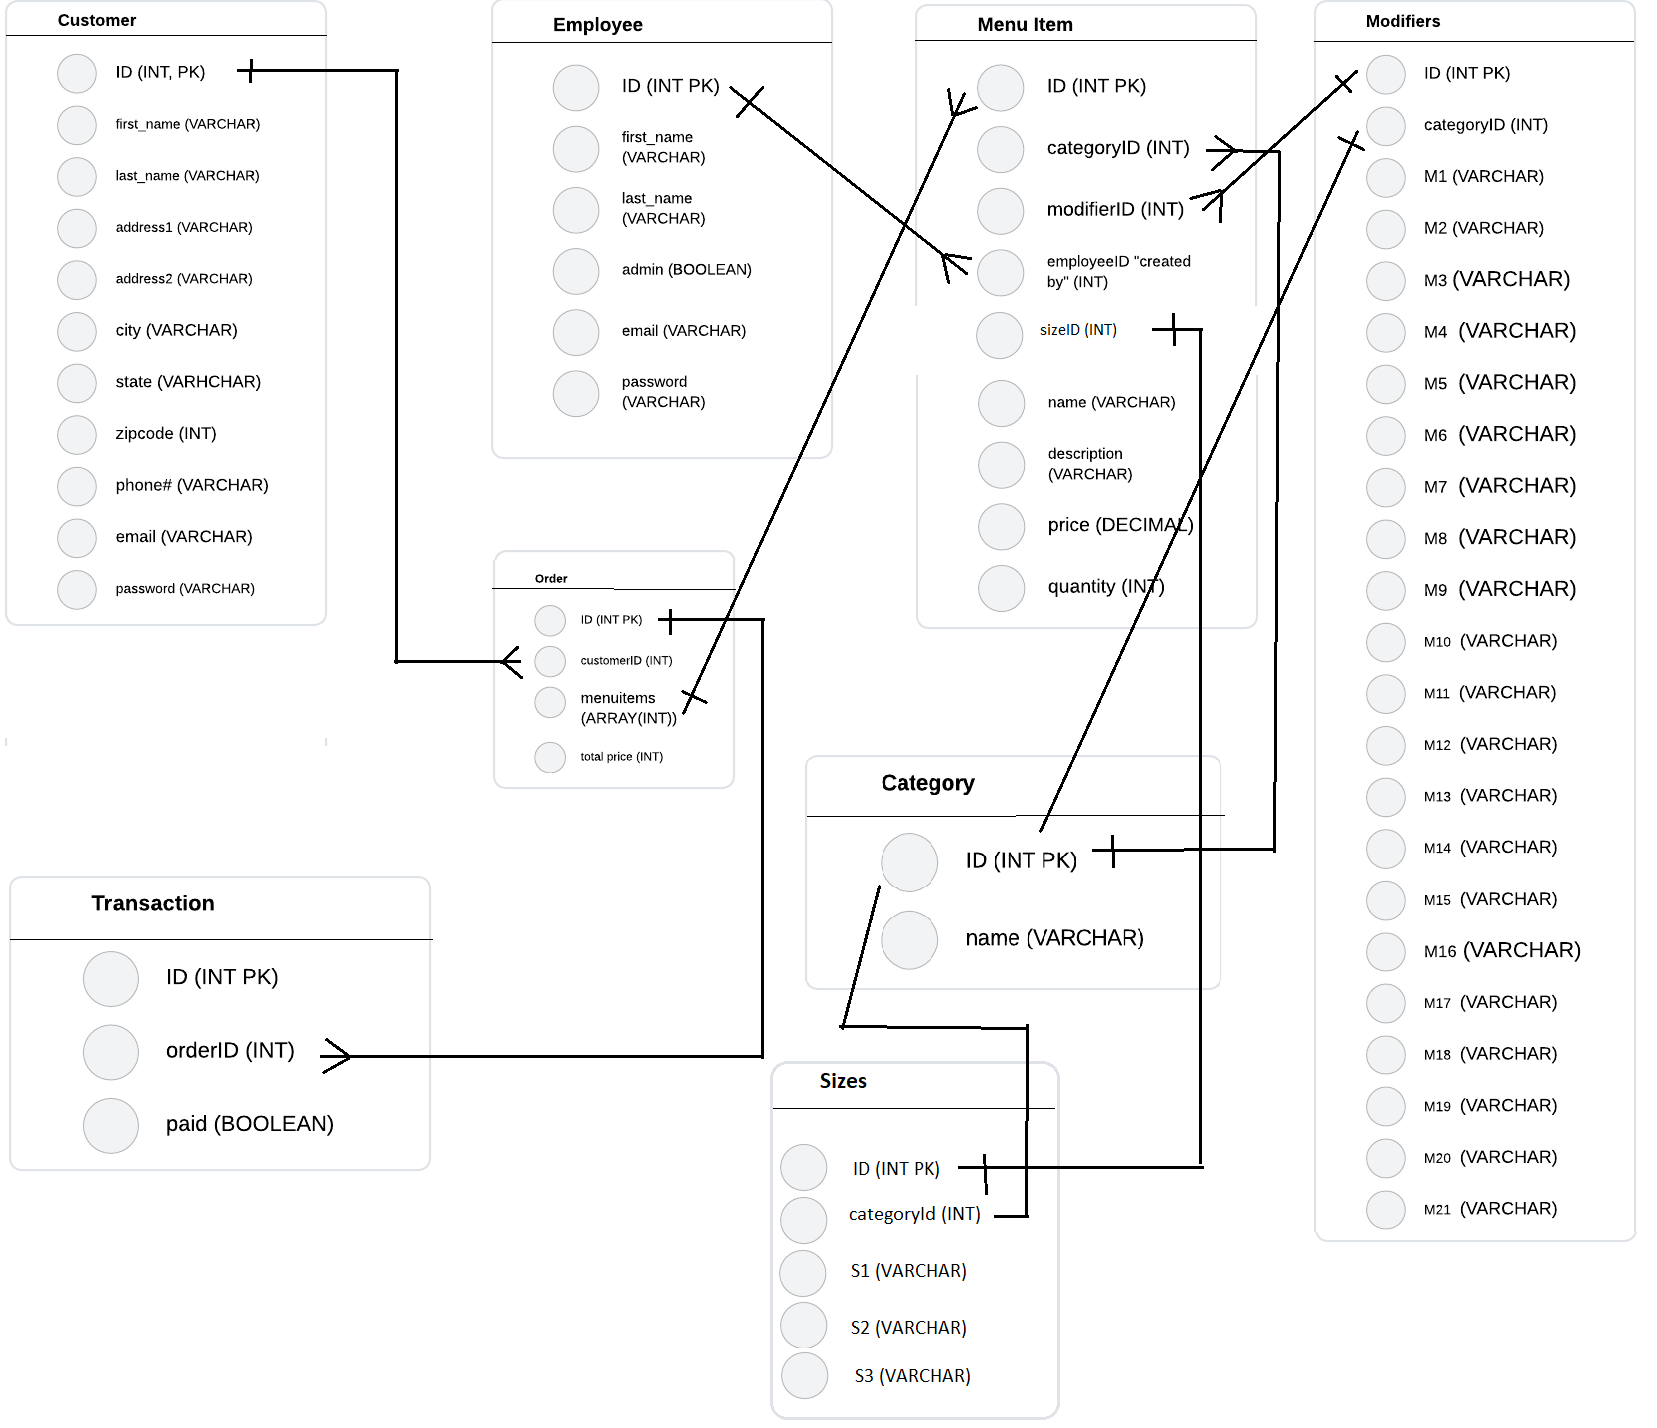 Customer
ID (INT, PK)
first_name (VARCHAR)
last_name (VARCHAR)
address1 (VARCHAR)
address2 (VARCHAR)
city (VARCHAR)
state (VARHCHAR)
zipcode (INT)
phone# (VARCHAR)
email (VARCHAR)
password (VARCHAR)
Employee
ID (INT PK)
first_name
(VARCHAR)
last_name
(VARCHAR)
admin (BOOLEAN)
email (VARCHAR)
password
(VARCHAR)
Menu Item
ID (INT PK)
categoryID (INT)
modifierID (INT)
employeeID "created
by" (INT)
sizeID (INT)
name (VARCHAR)
description
(VARCHAR)
price (DECIMAL)
quantity (INT)
Modifiers
ID (INT PK)
categoryID (INT)
M1 (VARCHAR)
M2 (VARCHAR)
M3 (VARCHAR)
M4 (VARCHAR)
M5 (VARCHAR)
M6 (VARCHAR)
M7 (VARCHAR)
M8 (VARCHAR)
M9 (VARCHAR)
M10 (VARCHAR)
M11 (VARCHAR)
M12 (VARCHAR)
M13 (VARCHAR)
M14 (VARCHAR)
M15 (VARCHAR)
M16 (VARCHAR)
M17 (VARCHAR)
M18 (VARCHAR)
M19 (VARCHAR)
M20 (VARCHAR)
M21 (VARCHAR)
Order
ID (INT PK)
customerID (INT)
menuitems
(ARRAY(INT))
total price (INT)
Category
ID (INT PK)
name (VARCHAR)
Transaction
ID (INT PK)
orderID (INT)
paid (BOOLEAN)
Sizes
ID (INT PK)
categoryId (INT)
S1 (VARCHAR)
S2 (VARCHAR)
S3 (VARCHAR)